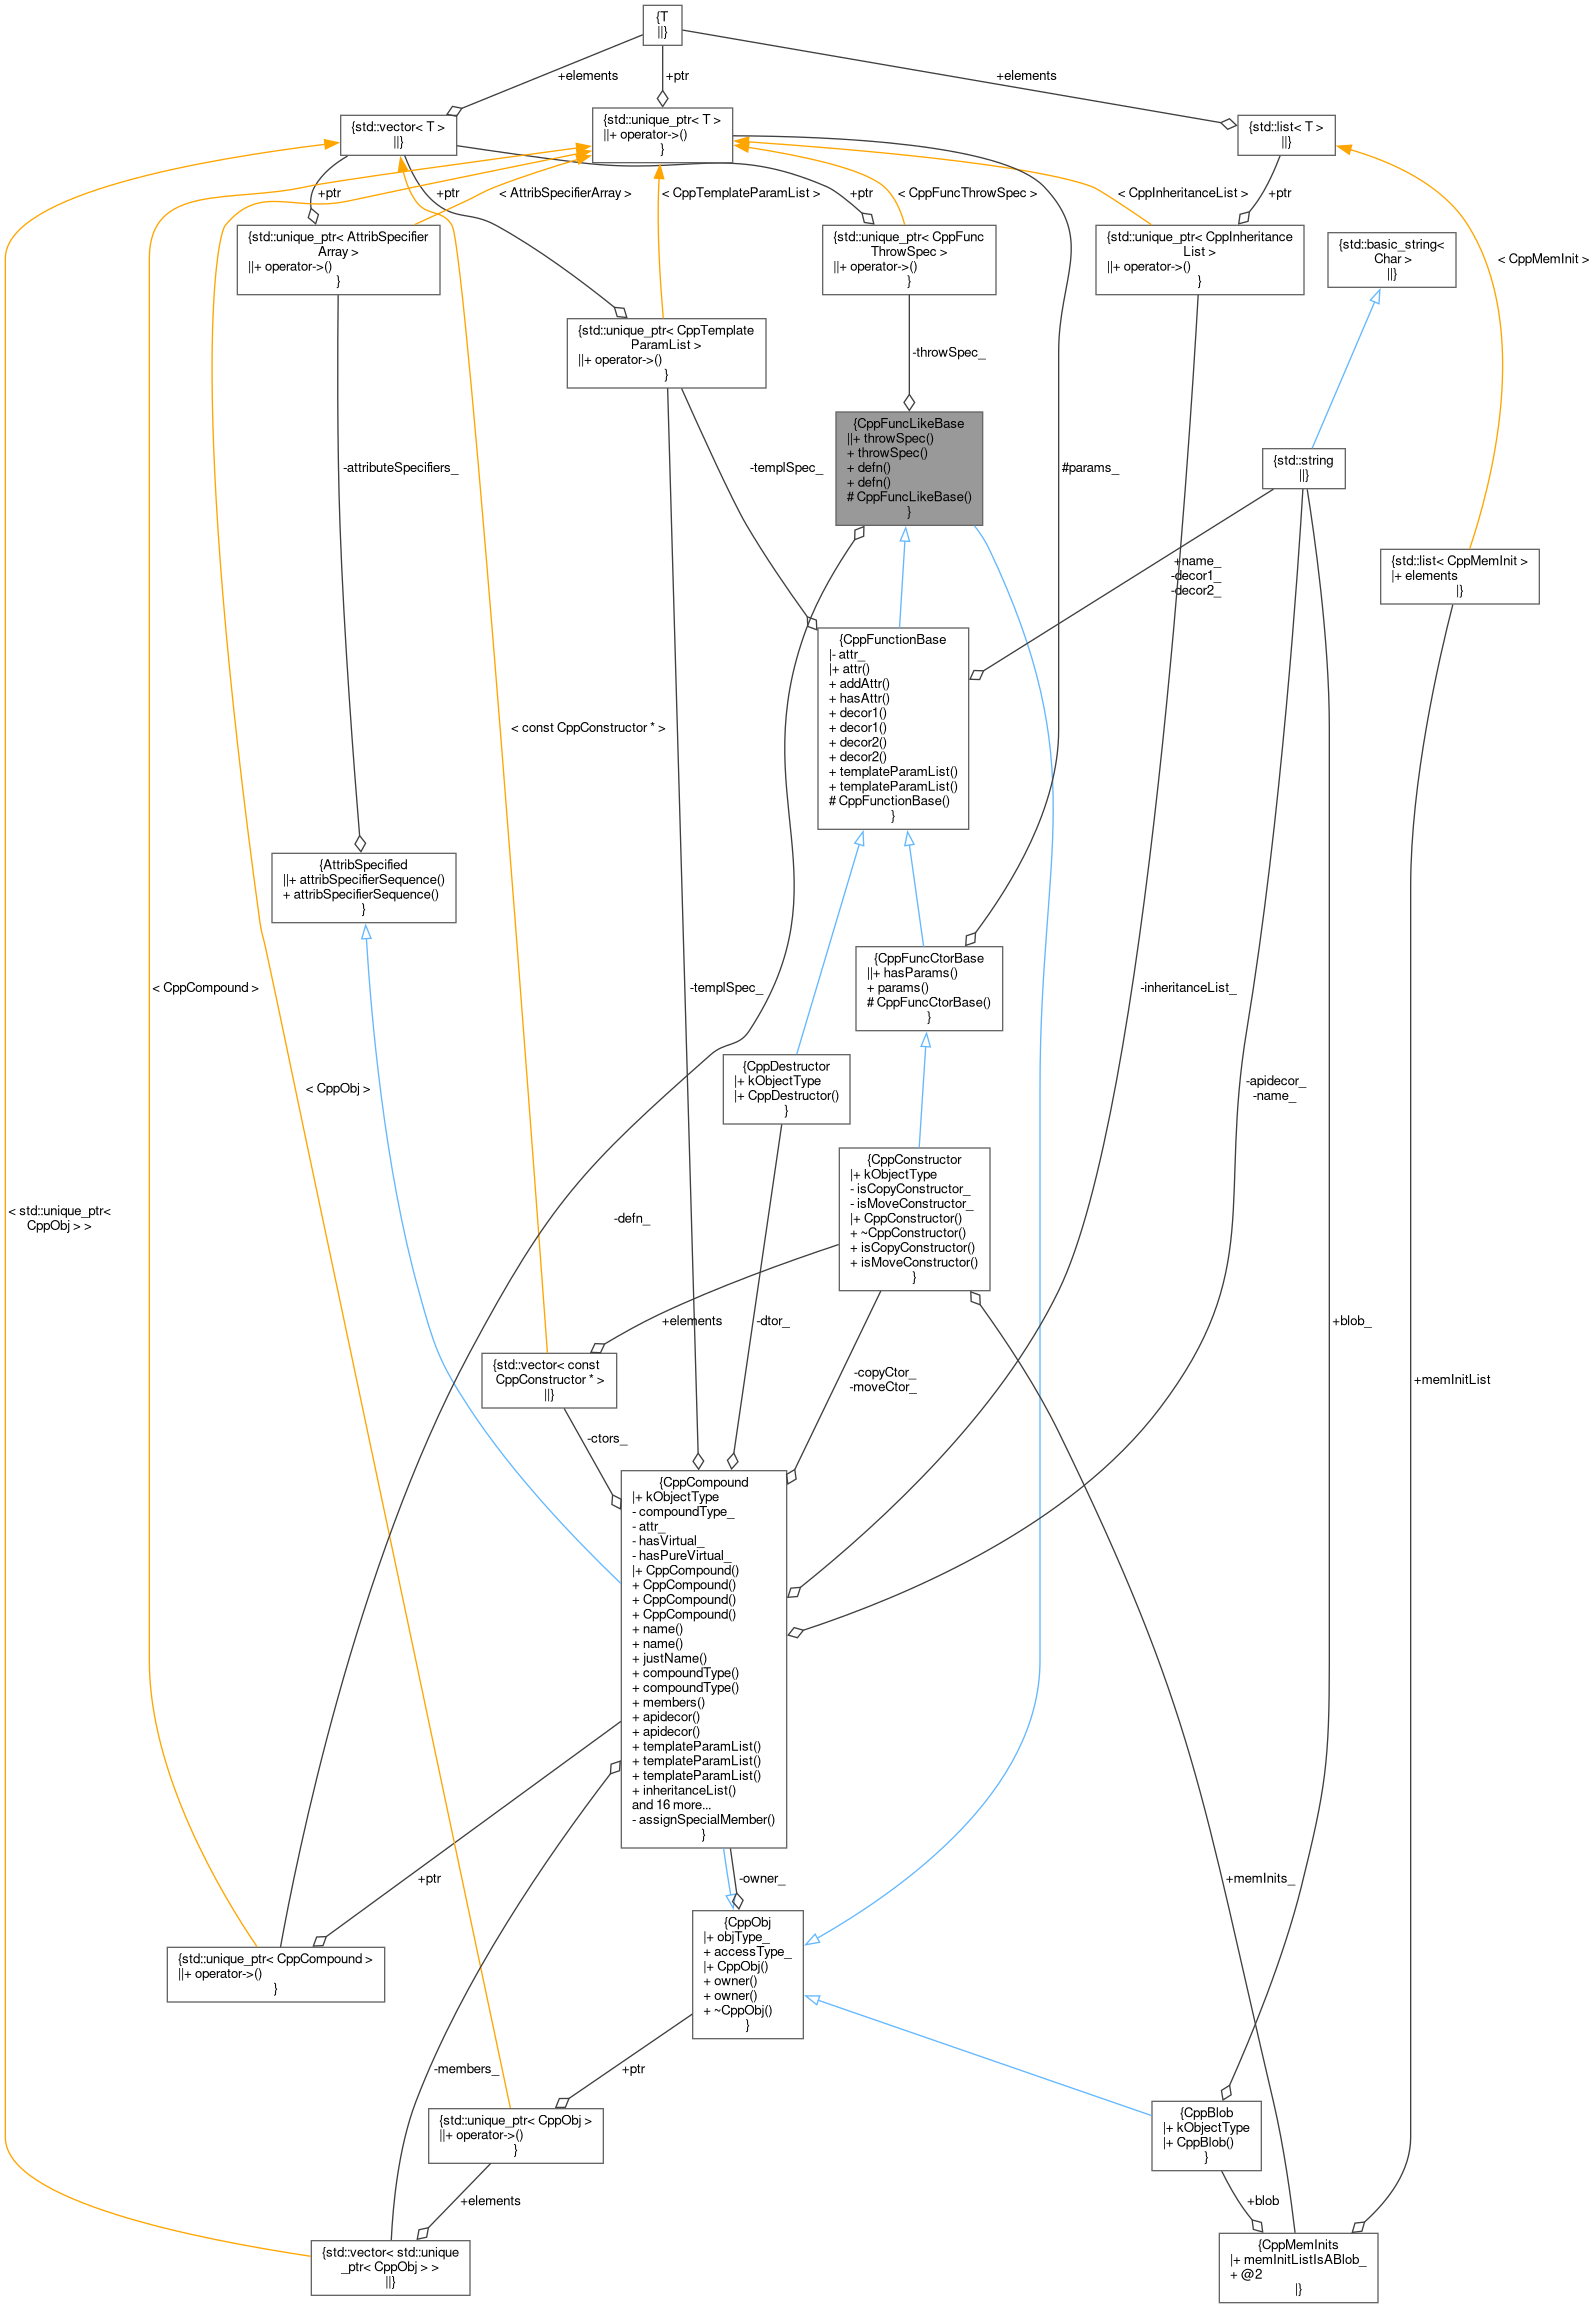 {T
||}
+elements
+ptr
+elements
{std::vector< T >
||}
{std::unique_ptr< T >
||+ operator->()
}
{std::list< T >
||}
+ptr
+ptr
< AttribSpecifierArray >
< CppTemplateParamList >
+ptr
< CppFuncThrowSpec >
< CppInheritanceList >
+ptr
{std::unique_ptr< AttribSpecifier
Array >
||+ operator->()
}
{std::unique_ptr< CppFunc
ThrowSpec >
||+ operator->()
}
{std::unique_ptr< CppInheritance
List >
||+ operator->()
}
{std::basic_string<
Char >
||}
< CppMemInit >
{std::unique_ptr< CppTemplate
ParamList >
||+ operator->()
}
-throwSpec_
{CppFuncLikeBase
||+ throwSpec()
+ throwSpec()
+ defn()
+ defn()
# CppFuncLikeBase()
}
-attributeSpecifiers_
-templSpec_
#params_
{std::string
||}
{std::list< CppMemInit >
|+ elements
|}
+name_
-decor1_
-decor2_
{CppFunctionBase
|- attr_
|+ attr()
+ addAttr()
+ hasAttr()
+ decor1()
+ decor1()
+ decor2()
+ decor2()
+ templateParamList()
+ templateParamList()
# CppFunctionBase()
}
< const CppConstructor * >
{AttribSpecified
||+ attribSpecifierSequence()
+ attribSpecifierSequence()
}
{CppFuncCtorBase
||+ hasParams()
+ params()
# CppFuncCtorBase()
}
< CppCompound >
-templSpec_
-inheritanceList_
< CppObj >
{CppDestructor
|+ kObjectType
|+ CppDestructor()
}
-apidecor_
-name_
{CppConstructor
|+ kObjectType
- isCopyConstructor_
- isMoveConstructor_
|+ CppConstructor()
+ ~CppConstructor()
+ isCopyConstructor()
+ isMoveConstructor()
}
< std::unique_ptr<
CppObj > >
-defn_
+elements
-dtor_
+blob_
{std::vector< const
CppConstructor * >
||}
-copyCtor_
-moveCtor_
+memInitList
-ctors_
{CppCompound
|+ kObjectType
- compoundType_
- attr_
- hasVirtual_
- hasPureVirtual_
|+ CppCompound()
+ CppCompound()
+ CppCompound()
+ CppCompound()
+ name()
+ name()
+ justName()
+ compoundType()
+ compoundType()
+ members()
+ apidecor()
+ apidecor()
+ templateParamList()
+ templateParamList()
+ templateParamList()
+ inheritanceList()
and 16 more...
- assignSpecialMember()
}
+ptr
-owner_
+memInits_
{std::unique_ptr< CppCompound >
||+ operator->()
}
{CppObj
|+ objType_
+ accessType_
|+ CppObj()
+ owner()
+ owner()
+ ~CppObj()
}
-members_
+ptr
{std::unique_ptr< CppObj >
||+ operator->()
}
{CppBlob
|+ kObjectType
|+ CppBlob()
}
+elements
+blob
{std::vector< std::unique
_ptr< CppObj > >
||}
{CppMemInits
|+ memInitListIsABlob_
+ @2
|}